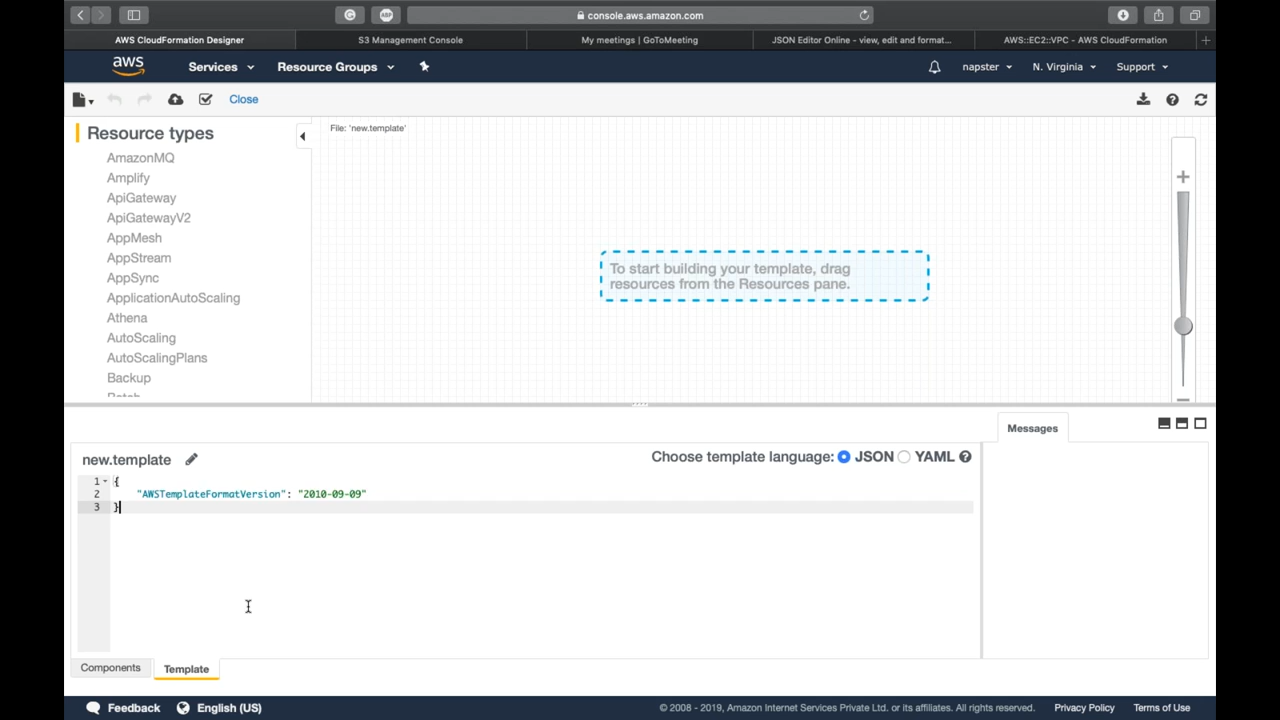 console.aws.amazon.com
AWS CloudFormation Designer
S3 Management Console
My meetings | GoToMeeting
JSON Editor Online - view, edit and format...
AWS::EC2::VPC - AWS CloudFormation
aws
Services
Resource Groups
napster
N. Virginia
Support
Close
Resource types
AmazonMQ
Amplify
ApiGateway
ApiGatewayV2
AppMesh
AppStream
AppSync
ApplicationAutoScaling
Athena
AutoScaling
AutoScalingPlans
Backup
Batch
File: 'new.template'
To start building your template, drag
resources from the Resources pane.
Messages
new.template
Choose template language: JSON YAML
1 {
2 "AWSTemplateFormatVersion": "2010-09-09"
3 }
Components
Template
Feedback
English (US)
© 2008 - 2019, Amazon Internet Services Private Ltd. or its affiliates. All rights reserved.
Privacy Policy
Terms of Use